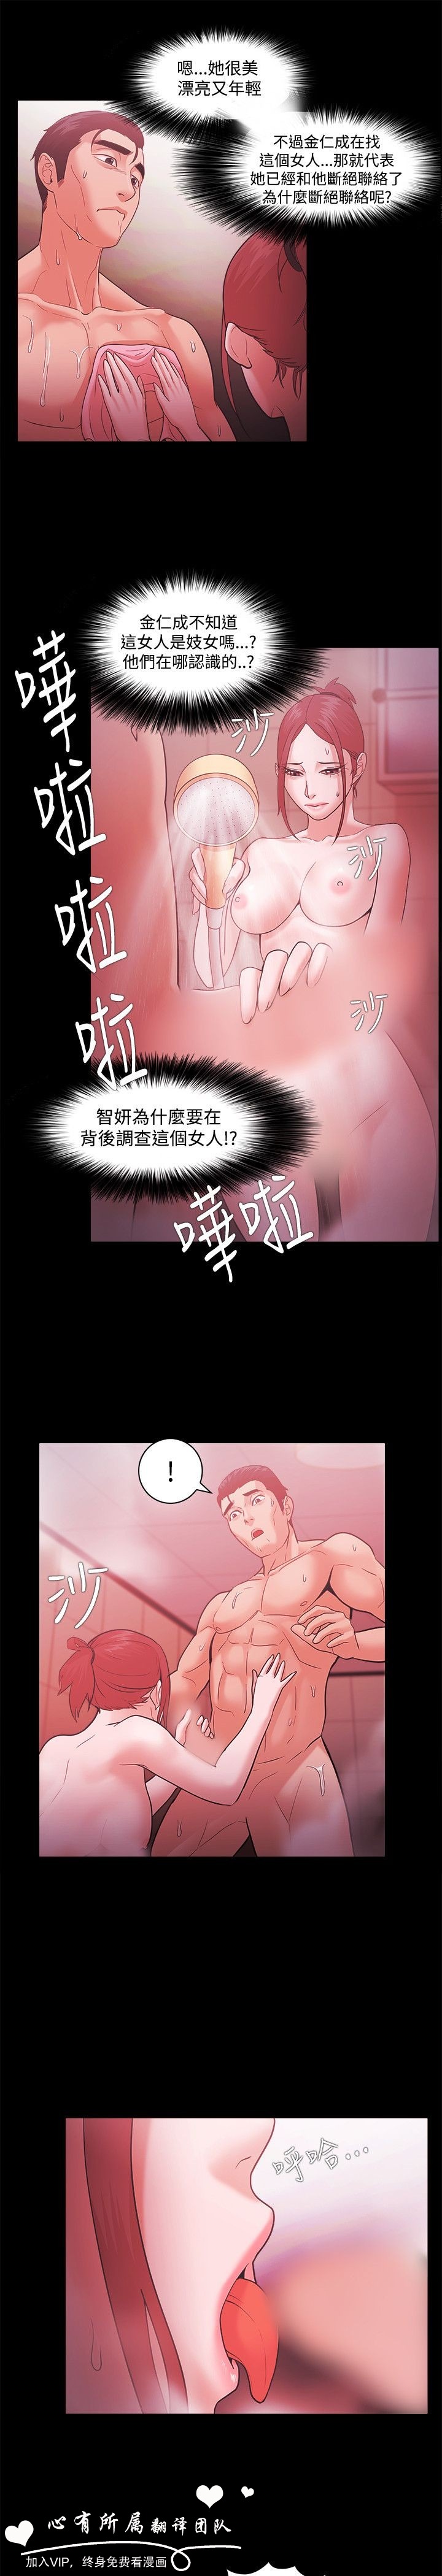 嗯...她很美
漂亮又年輕
不過金仁成在找
這個女人...那就代表
她已經和他斷絕聯絡了
為什麼斷絕聯絡呢?
金仁成不知道
這女人是妓女嗎...?
他們在哪認識的..?
嘩啦啦啦
沙
沙
沙
智妍為什麼要在
背後調查這個女人!?
嘩啦
!
沙
呼哈...
心有所属翻译团队
加入VIP，终身免费看漫画